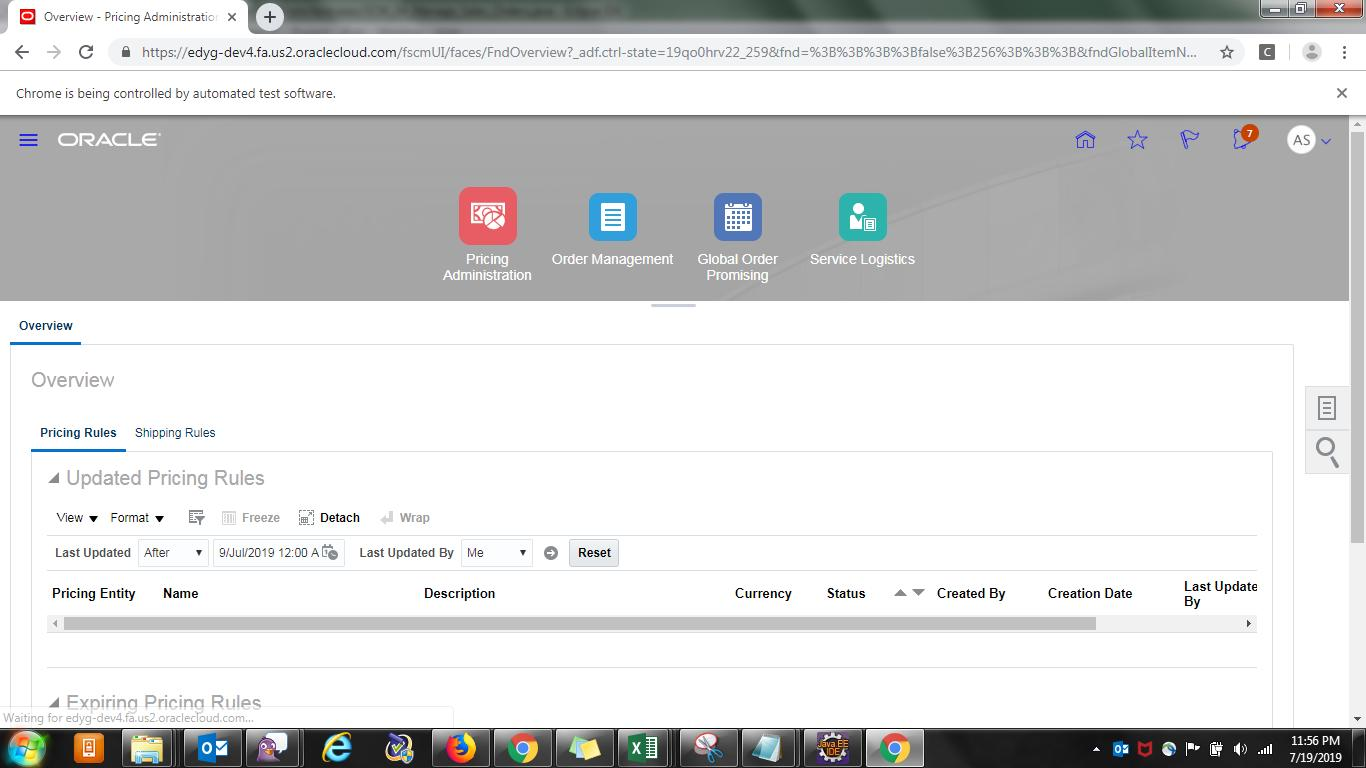 Overview - Pricing Administration
https://edyg-dev4.fa.us2.oraclecloud.com/fscmUI/faces/FndOverview?_adf.ctrl-state=19qo0hrv22_259&fnd=%3B%3B%3B%3Bfalse%3B256%3B%3B%3B&fndGlobalItemN...
C
Chrome is being controlled by automated test software.
ORACLE
7
AS
Pricing Administration
Order Management
Global Order Promising
Service Logistics
Overview
Overview
Pricing Rules Shipping Rules
Updated Pricing Rules
View Format Freeze Detach Wrap
Last Updated After 9/Jul/2019 12:00 A Last Updated By Me Reset
Pricing Entity Name Description Currency Status Created By Creation Date Last Update By
Expiring Pricing Rules
Waiting for edyg-dev4.fa.us2.oraclecloud.com...
Java EE IDE
11:56 PM
7/19/2019